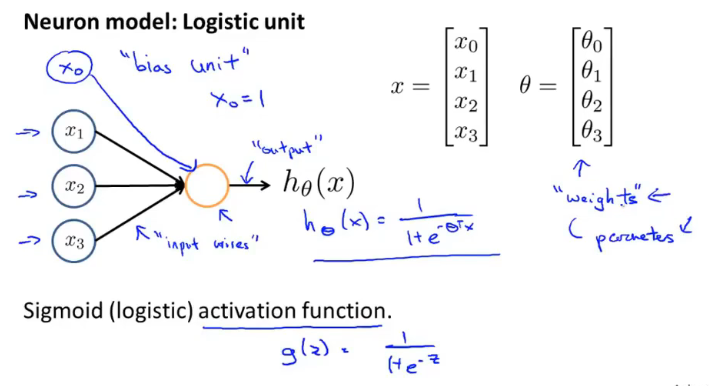 Neuron model: Logistic unit
x₀ "bias unit"
x₀ = 1
x₁
x₂
x₃
"input wires"
"output"
hθ(x)
hθ(x) = 1 / (1 + e^(-θᵀx))
x = [x₀ x₁ x₂ x₃]
θ = [θ₀ θ₁ θ₂ θ₃]
"weights" ←
( parameters
Sigmoid (logistic) activation function.
g(z) = 1 / (1 + e^(-z))